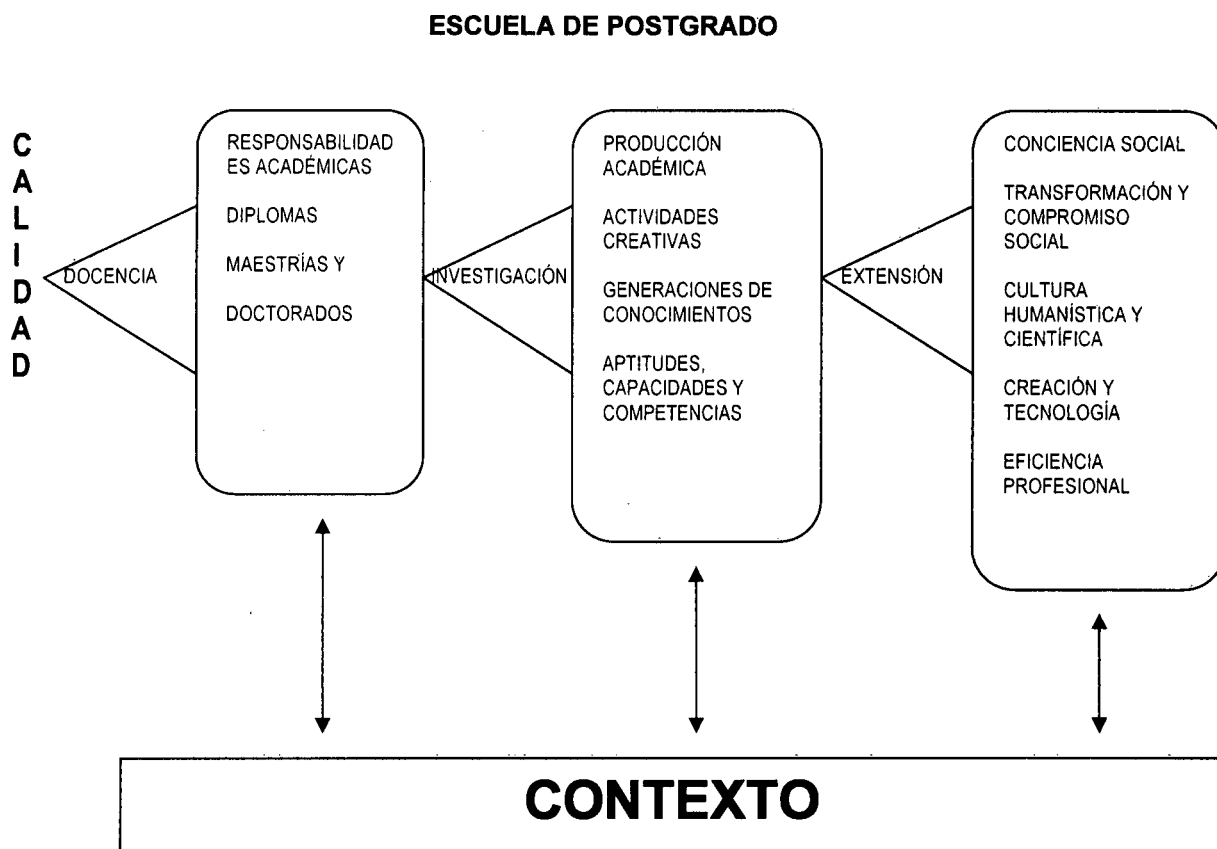 ESCUELA DE POSTGRADO
CALIDAD
DOCENCIA
RESPONSABILIDAD
ES ACADÉMICAS
DIPLOMAS
MAESTRÍAS Y
DOCTORADOS
INVESTIGACIÓN
PRODUCCIÓN
ACADÉMICA
ACTIVIDADES
CREATIVAS
GENERACIONES DE
CONOCIMIENTOS
APTITUDES,
CAPACIDADES Y
COMPETENCIAS
EXTENSIÓN
CONCIENCIA SOCIAL
TRANSFORMACIÓN Y
COMPROMISO
SOCIAL
CULTURA
HUMANÍSTICA Y
CIENTÍFICA
CREACIÓN Y
TECNOLOGÍA
EFICIENCIA
PROFESIONAL
CONTEXTO